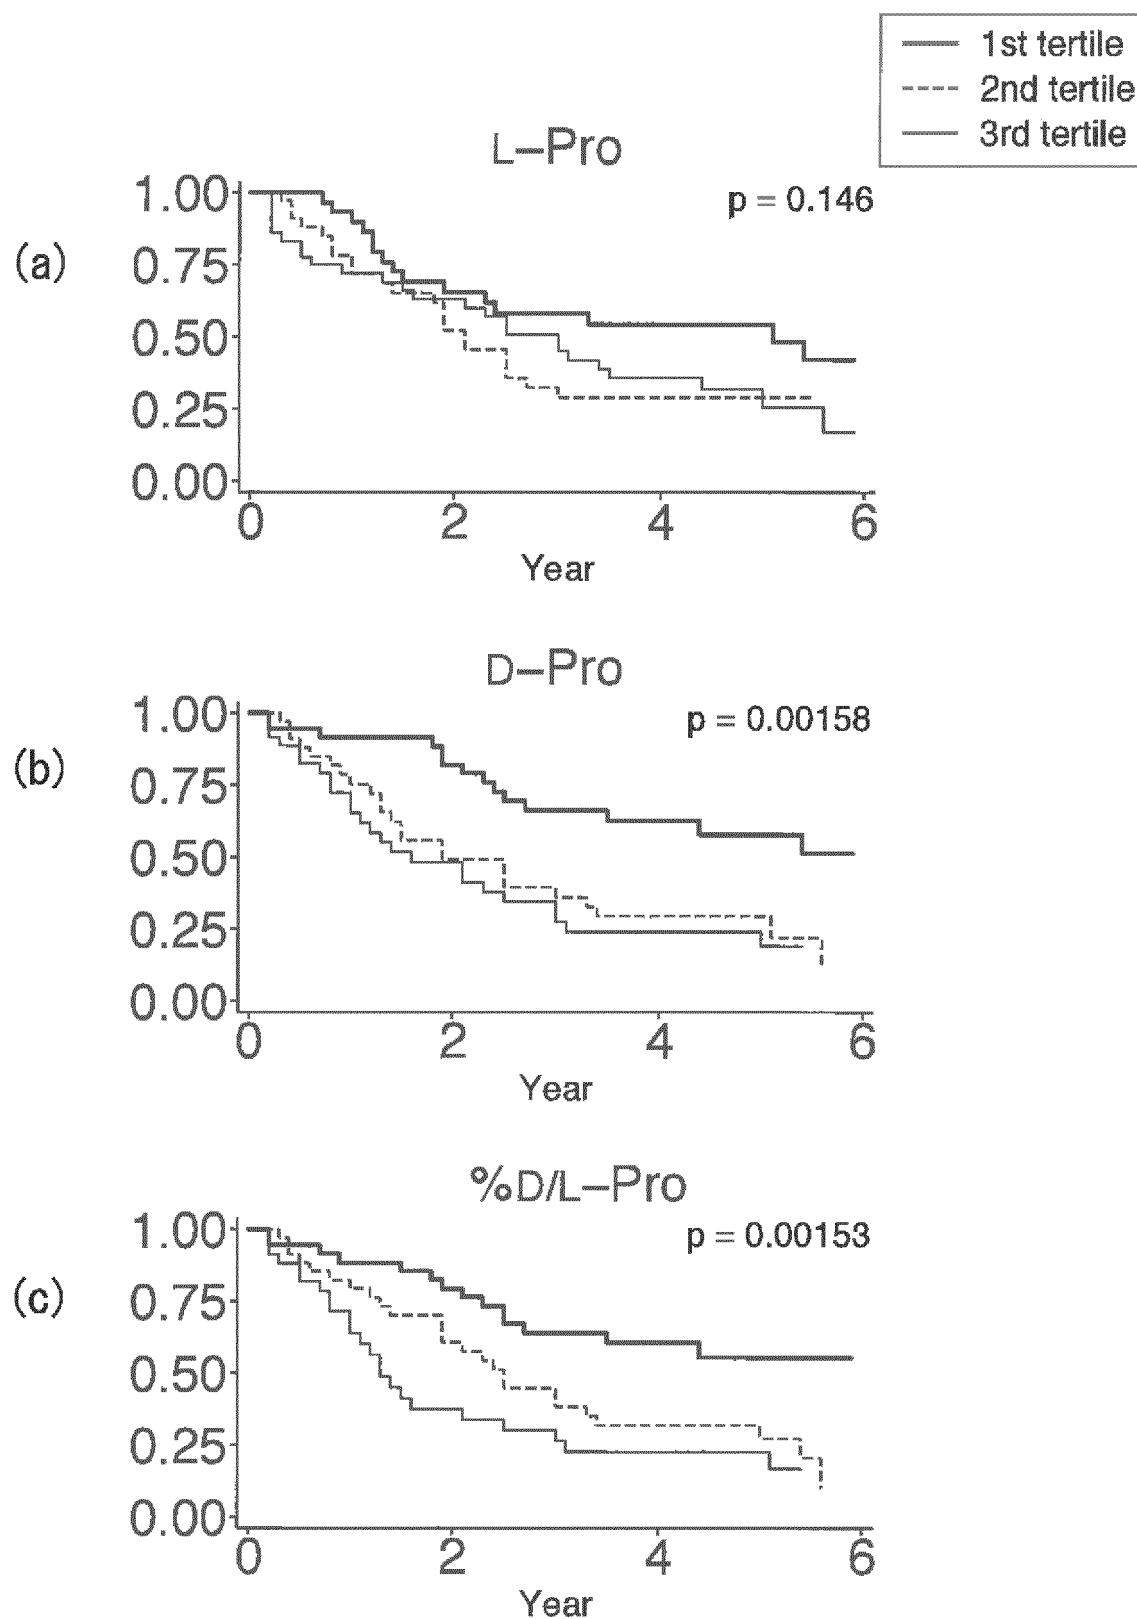 1st tertile
2nd tertile
3rd tertile
L–Pro
p = 0.146
(a)
1.00
0.75
0.50
0.25
0.00
0 2 4 6
Year
D–Pro
p = 0.00158
(b)
1.00
0.75
0.50
0.25
0.00
0 2 4 6
Year
%D/L–Pro
p = 0.00153
(c)
1.00
0.75
0.50
0.25
0.00
0 2 4 6
Year